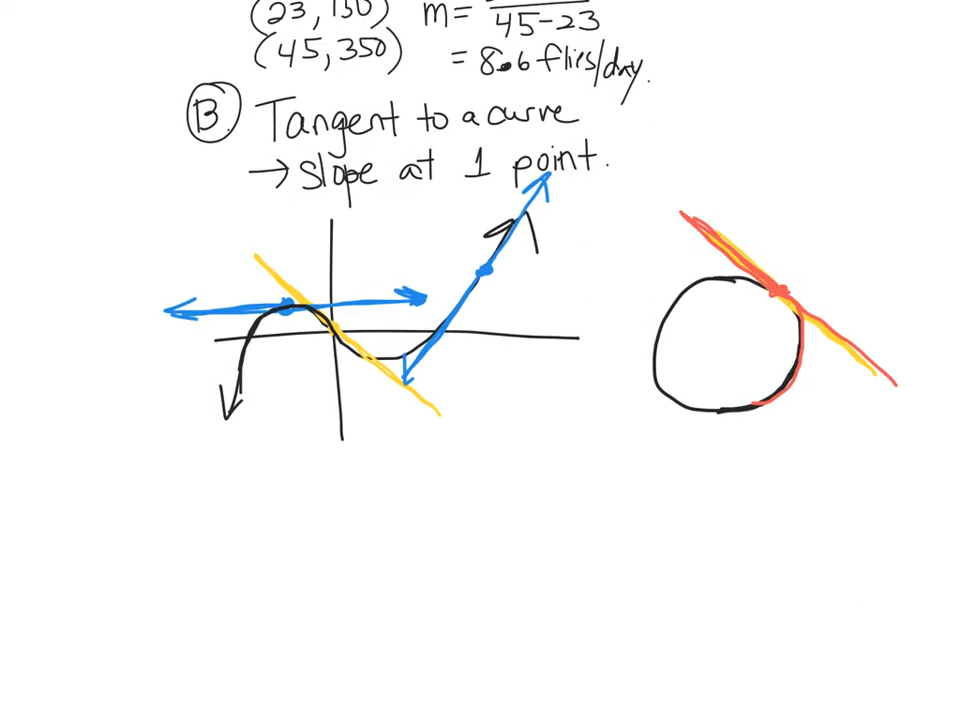 (23, 150) m=
45-23
(45, 350) = 8.6 flies/day.
B. Tangent to a curve
→ slope at 1 point.